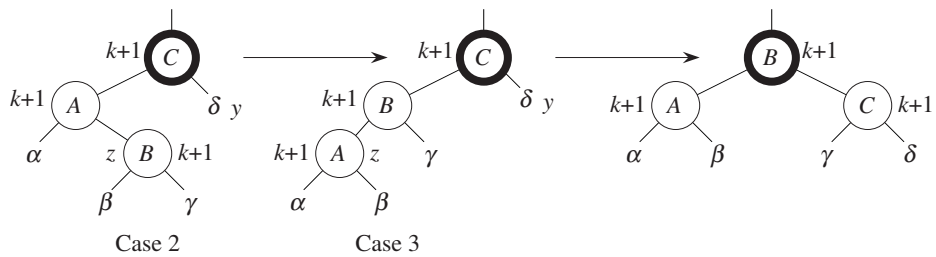 k+1 C k+1 C B k+1
k+1 A δ y k+1 B δ y k+1 A C k+1
α z B k+1 k+1 A z γ α β γ δ
β γ α β
Case 2 Case 3